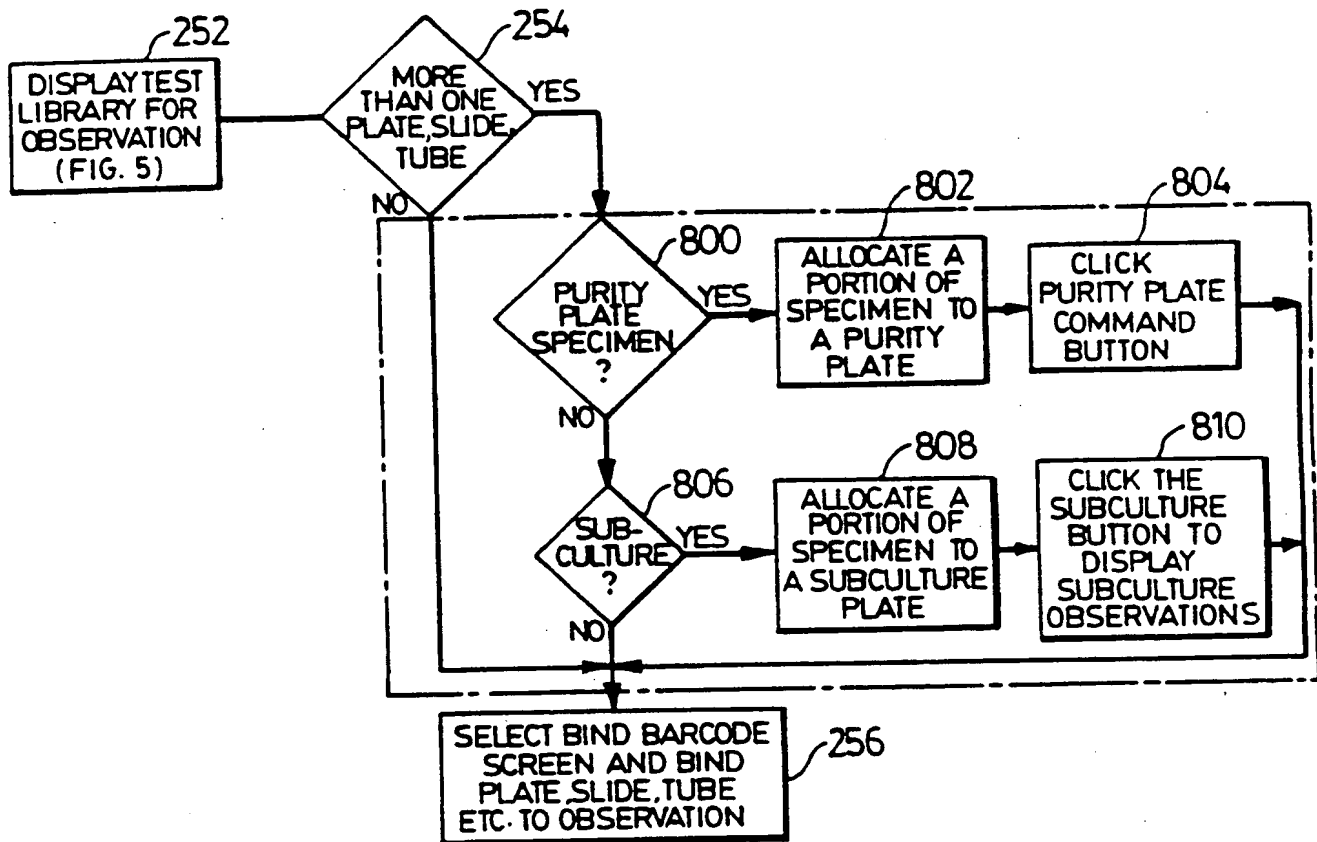 252
DISPLAY TEST
LIBRARY FOR
OBSERVATION
(FIG. 5)
254
MORE
THAN ONE
PLATE,SLIDE,
TUBE
YES
NO
800
PURITY
PLATE
SPECIMEN
?
YES
NO
802
ALLOCATE A
PORTION OF
SPECIMEN TO
A PURITY
PLATE
804
CLICK
PURITY PLATE
COMMAND
BUTTON
806
SUB-
CULTURE
?
YES
NO
808
ALLOCATE A
PORTION OF
SPECIMEN TO
A SUBCULTURE
PLATE
810
CLICK THE
SUBCULTURE
BUTTON TO
DISPLAY
SUBCULTURE
OBSERVATIONS
SELECT BIND BARCODE
SCREEN AND BIND
PLATE,SLIDE,TUBE
ETC. TO OBSERVATION
256